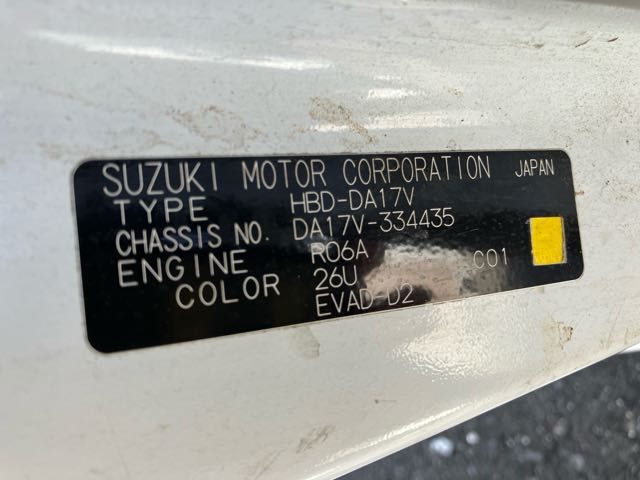 SUZUKI MOTOR CORPORATION JAPAN
TYPE HBD-DA17V
CHASSIS NO. DA17V-334435
ENGINE R06A C01
COLOR 26U
EVAD-D2